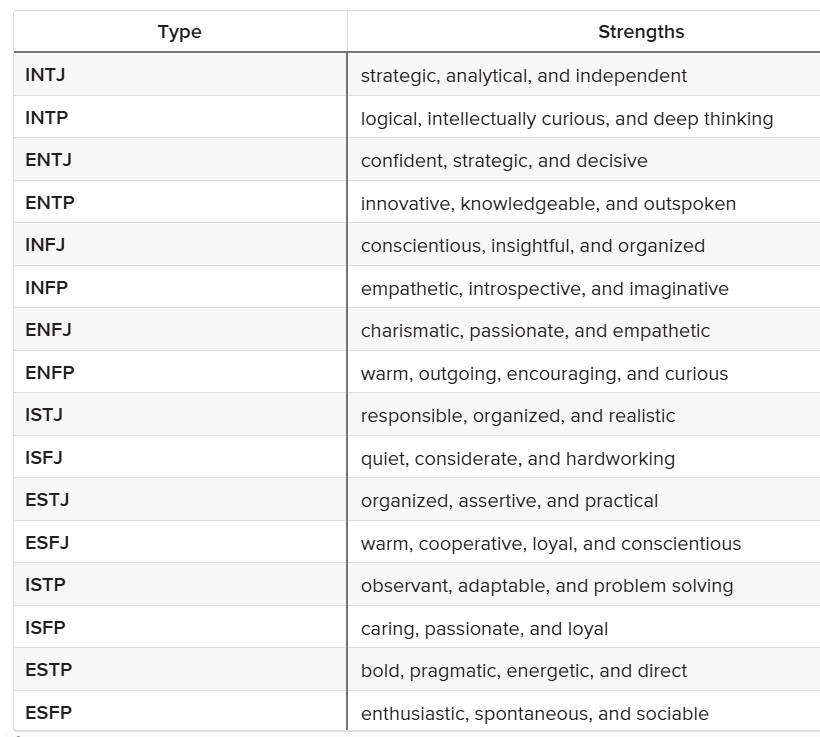 Type Strengths
INTJ strategic, analytical, and independent
INTP logical, intellectually curious, and deep thinking
ENTJ confident, strategic, and decisive
ENTP innovative, knowledgeable, and outspoken
INFJ conscientious, insightful, and organized
INFP empathetic, introspective, and imaginative
ENFJ charismatic, passionate, and empathetic
ENFP warm, outgoing, encouraging, and curious
ISTJ responsible, organized, and realistic
ISFJ quiet, considerate, and hardworking
ESTJ organized, assertive, and practical
ESFJ warm, cooperative, loyal, and conscientious
ISTP observant, adaptable, and problem solving
ISFP caring, passionate, and loyal
ESTP bold, pragmatic, energetic, and direct
ESFP enthusiastic, spontaneous, and sociable